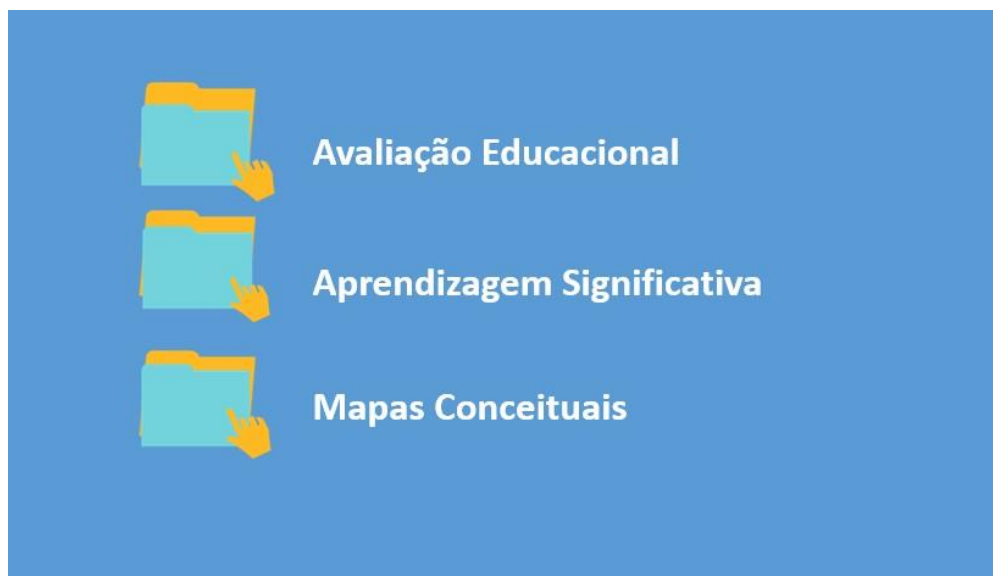 Avaliação Educacional
Aprendizagem Significativa
Mapas Conceituais